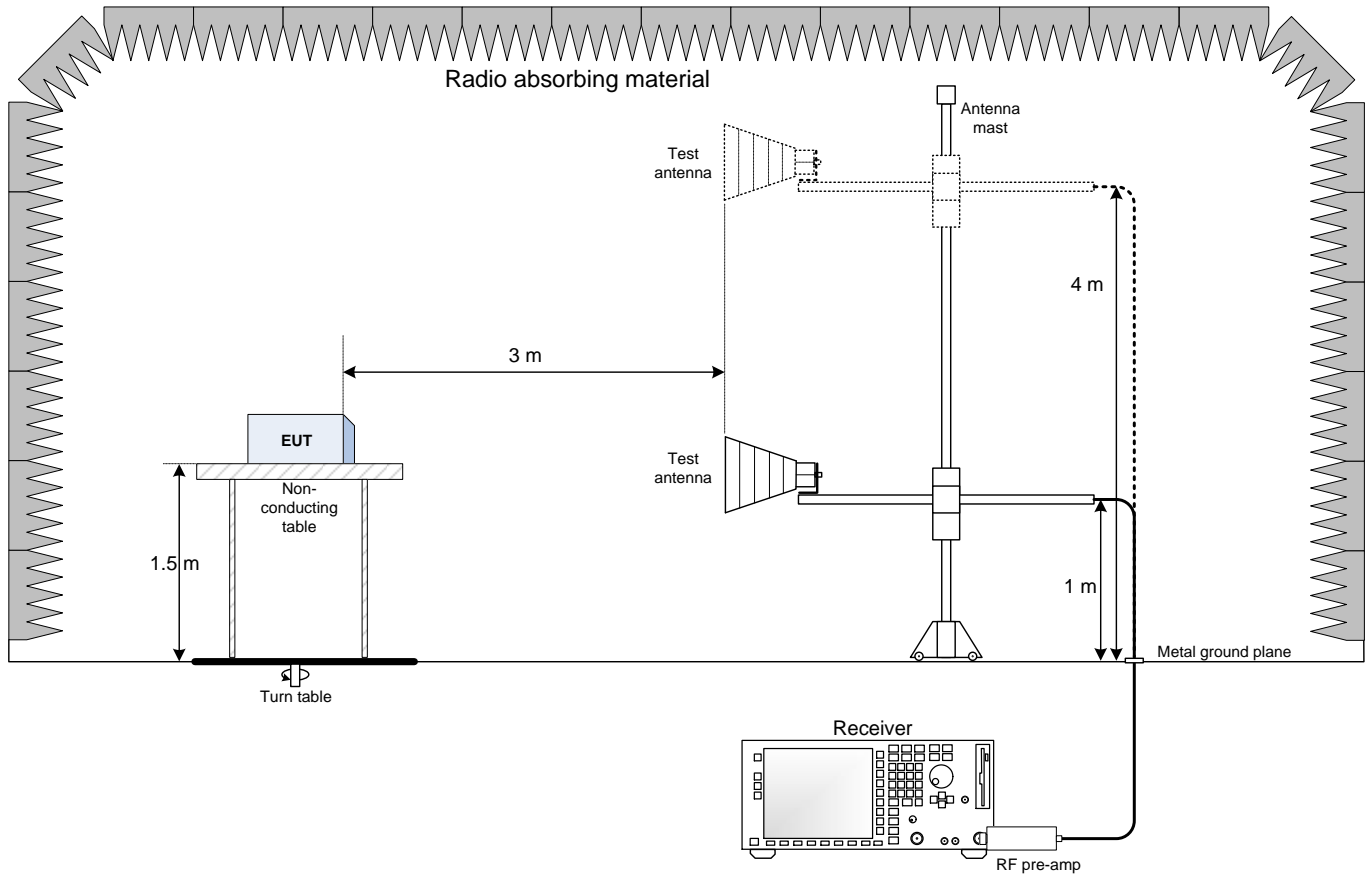 Radio absorbing material
Antenna
mast
Test
antenna
4 m
3 m
EUT
Test
antenna
Non-
conducting
table
1.5 m
1 m
Metal ground plane
Turn table
Receiver
RF pre-amp